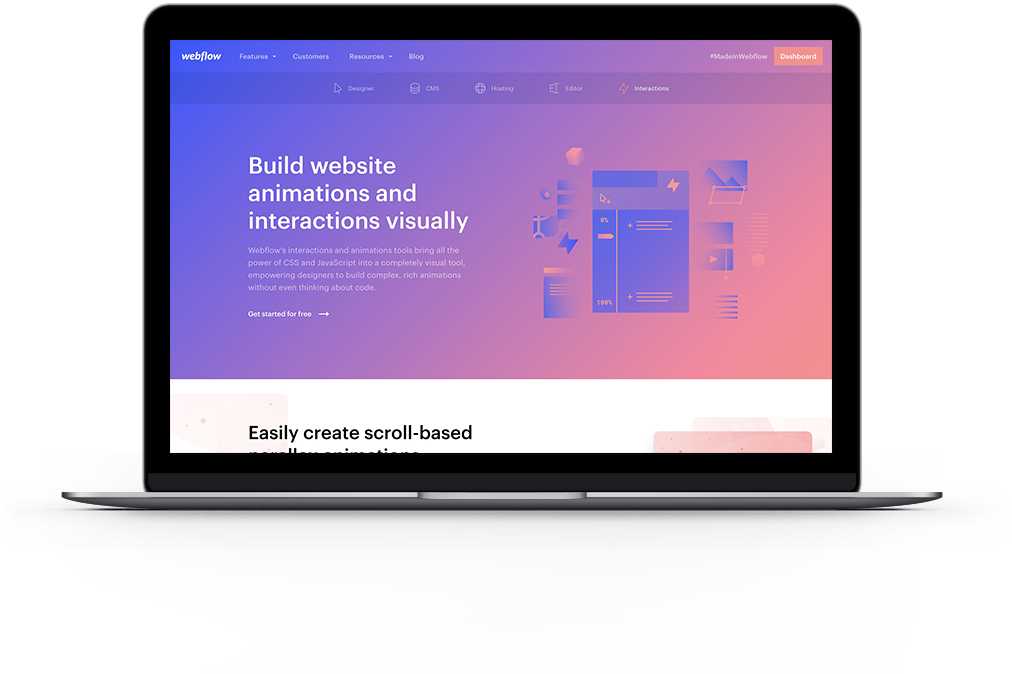 webflow Features Customers Resources Blog #MadeInWebflow Dashboard
Designer CMS Hosting Editor Interactions
Build website
animations and
interactions visually
Webflow's interactions and animations tools bring all the
power of CSS and JavaScript into a completely visual tool,
empowering designers to build complex, rich animations
without even thinking about code.
Get started for free
0%
100%
Easily create scroll-based
parallax animations